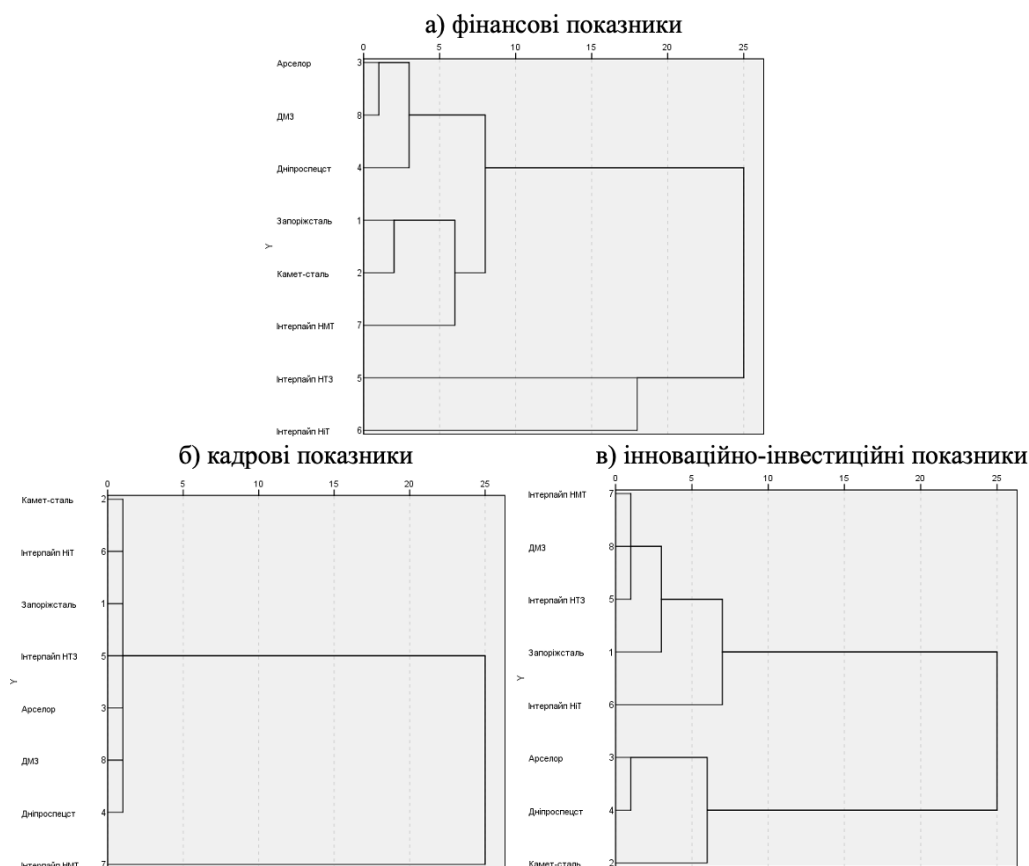 а) фінансові показники
0 5 10 15 20 25
Арселор 3
ДМЗ 8
Дніпроспецст 4
Запоріжсталь 1
Y
Камет-сталь 2
Інтерпайп НМТ 7
Інтерпайп НТЗ 5
Інтерпайп НіТ 6
б) кадрові показники
0 5 10 15 20 25
Камет-сталь 2
Інтерпайп НіТ 6
Запоріжсталь 1
Інтерпайп НТЗ 5
Y
Арселор 3
ДМЗ 8
Дніпроспецст 4
Інтерпайп НМТ 7
в) інноваційно-інвестиційні показники
0 5 10 15 20 25
Інтерпайп НМТ 7
ДМЗ 8
Інтерпайп НТЗ 5
Запоріжсталь 1
Y
Інтерпайп НіТ 6
Арселор 3
Дніпроспецст 4
Камет-сталь 2